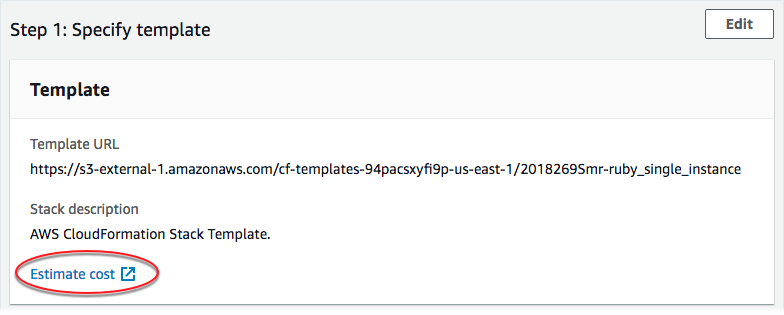 Step 1: Specify template
Edit
Template
Template URL
https://s3-external-1.amazonaws.com/cf-templates-94pacsxyfi9p-us-east-1/2018269Smr-ruby_single_instance
Stack description
AWS CloudFormation Stack Template.
Estimate cost